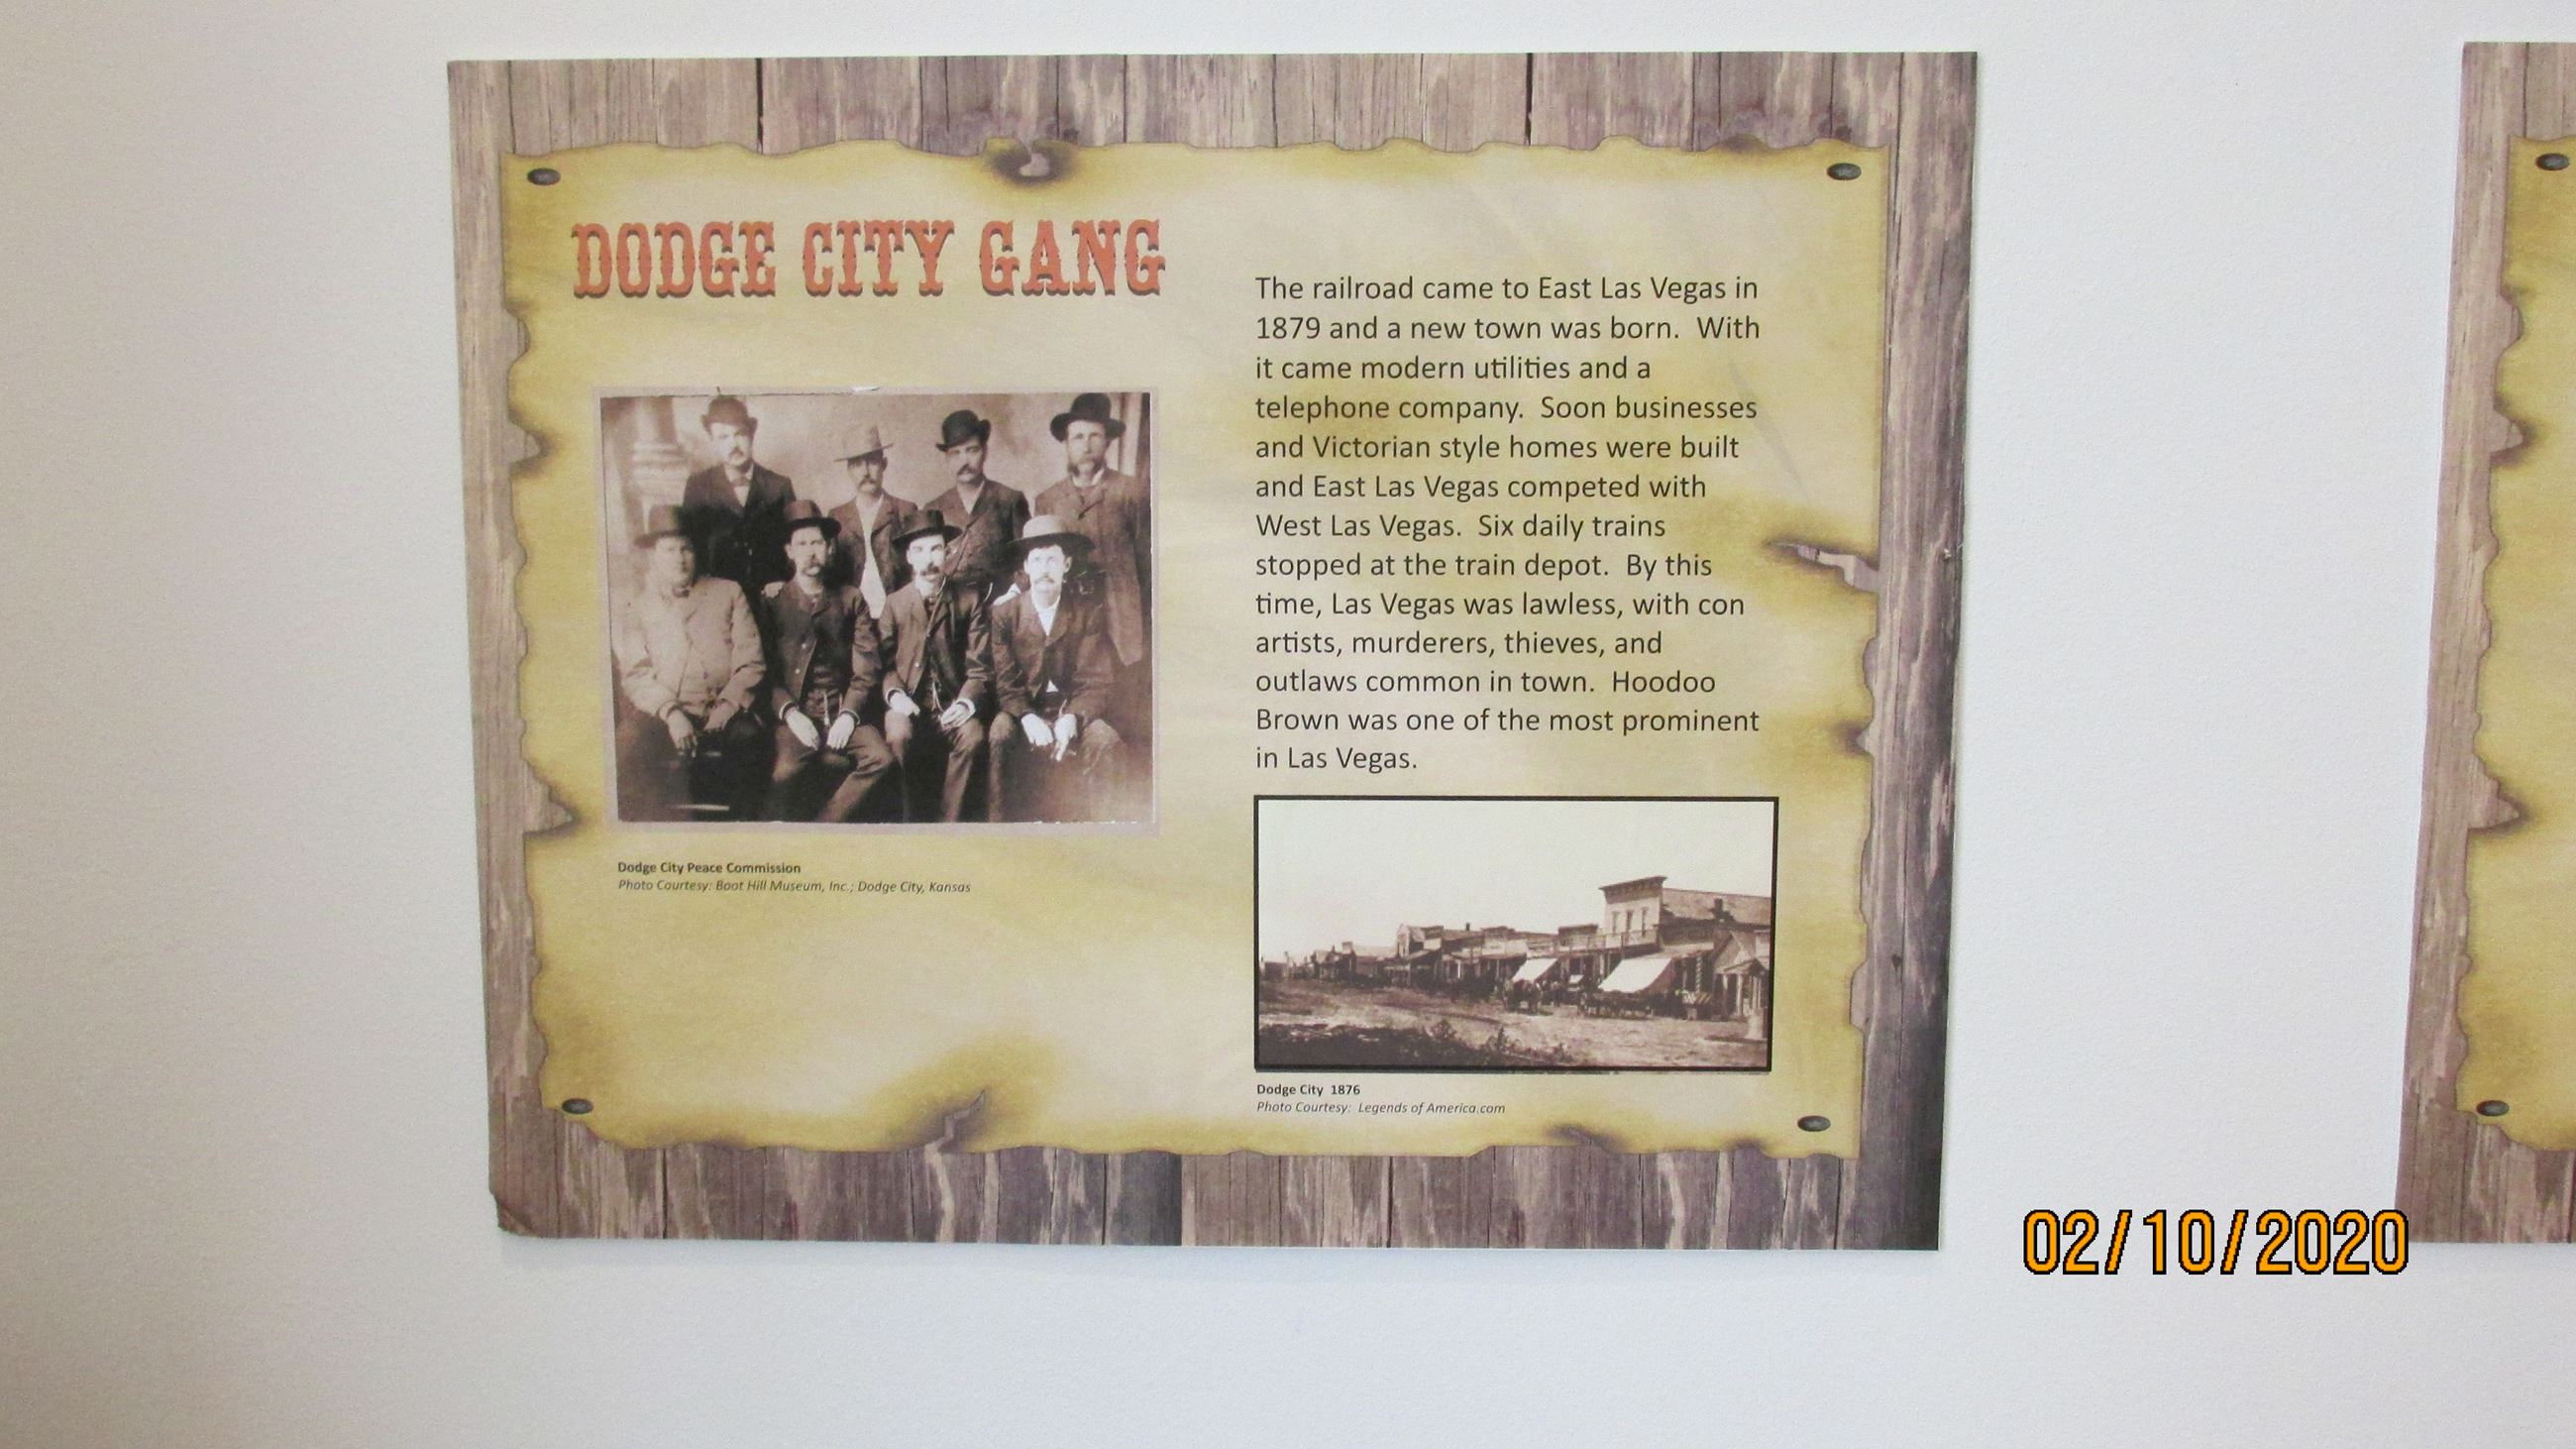 DODGE CITY GANG
The railroad came to East Las Vegas in
1879 and a new town was born.  With
it came modern utilities and a
telephone company.  Soon businesses
and Victorian style homes were built
and East Las Vegas competed with
West Las Vegas.  Six daily trains
stopped at the train depot.  By this
time, Las Vegas was lawless, with con
artists, murderers, thieves, and
outlaws common in town.  Hoodoo
Brown was one of the most prominent
in Las Vegas.
Dodge City Peace Commission
Photo Courtesy: Boot Hill Museum, Inc.; Dodge City, Kansas
Dodge City  1876
Photo Courtesy:  Legends of America.com
02/10/2020